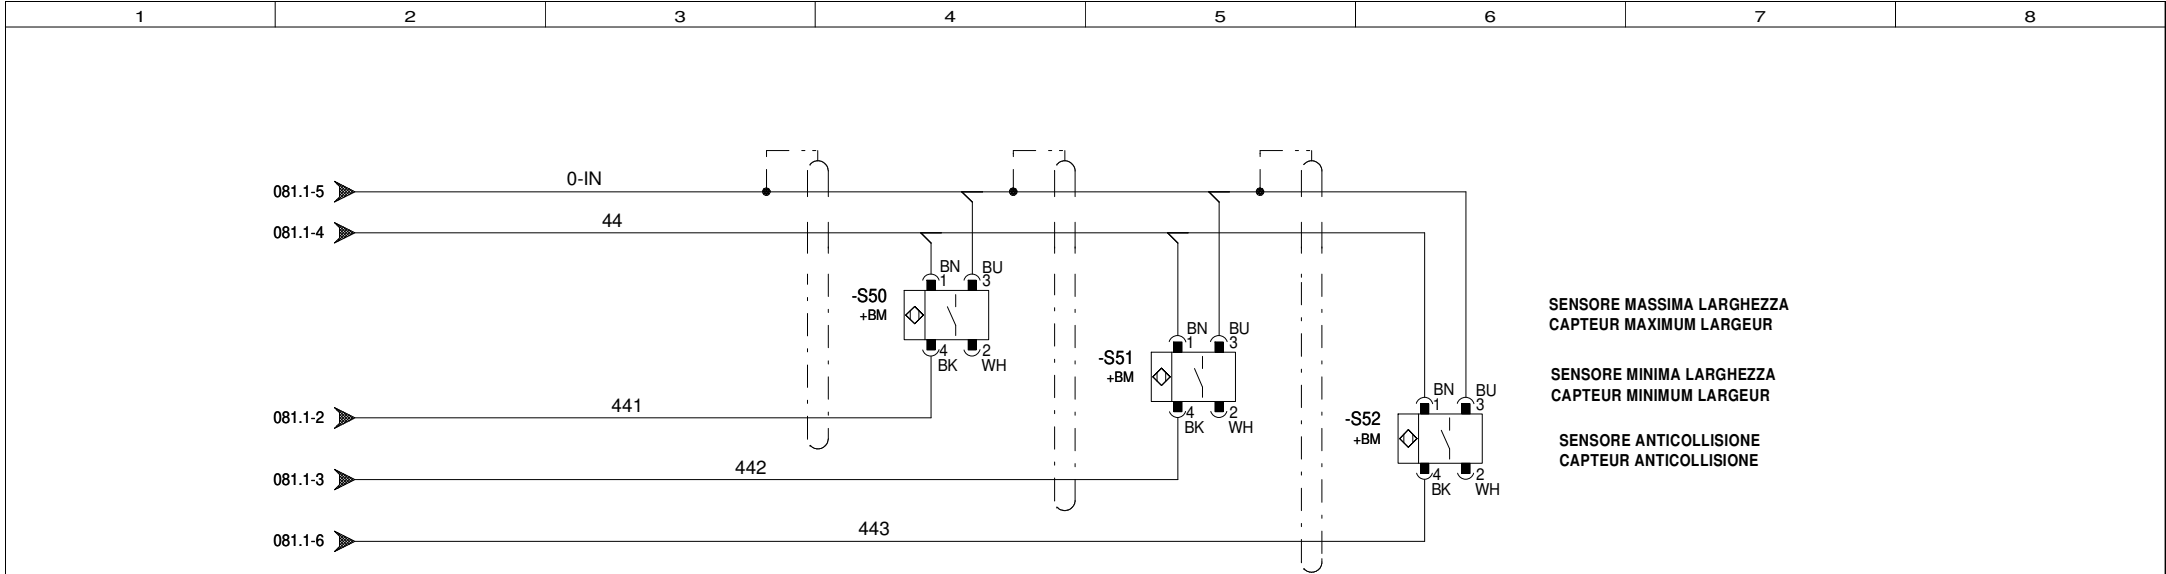 1 2 3 4 5 6 7 8
081.1-5 0-IN
081.1-4 44
BN BU
1 3
-S50
+BM
4 2
BK WH
BN BU
1 3
-S51
+BM
4 2
BK WH
BN BU
1 3
-S52
+BM
4 2
BK WH
081.1-2 441
081.1-3 442
081.1-6 443
SENSORE MASSIMA LARGHEZZA
CAPTEUR MAXIMUM LARGEUR
SENSORE MINIMA LARGHEZZA
CAPTEUR MINIMUM LARGEUR
SENSORE ANTICOLLISIONE
CAPTEUR ANTICOLLISIONE